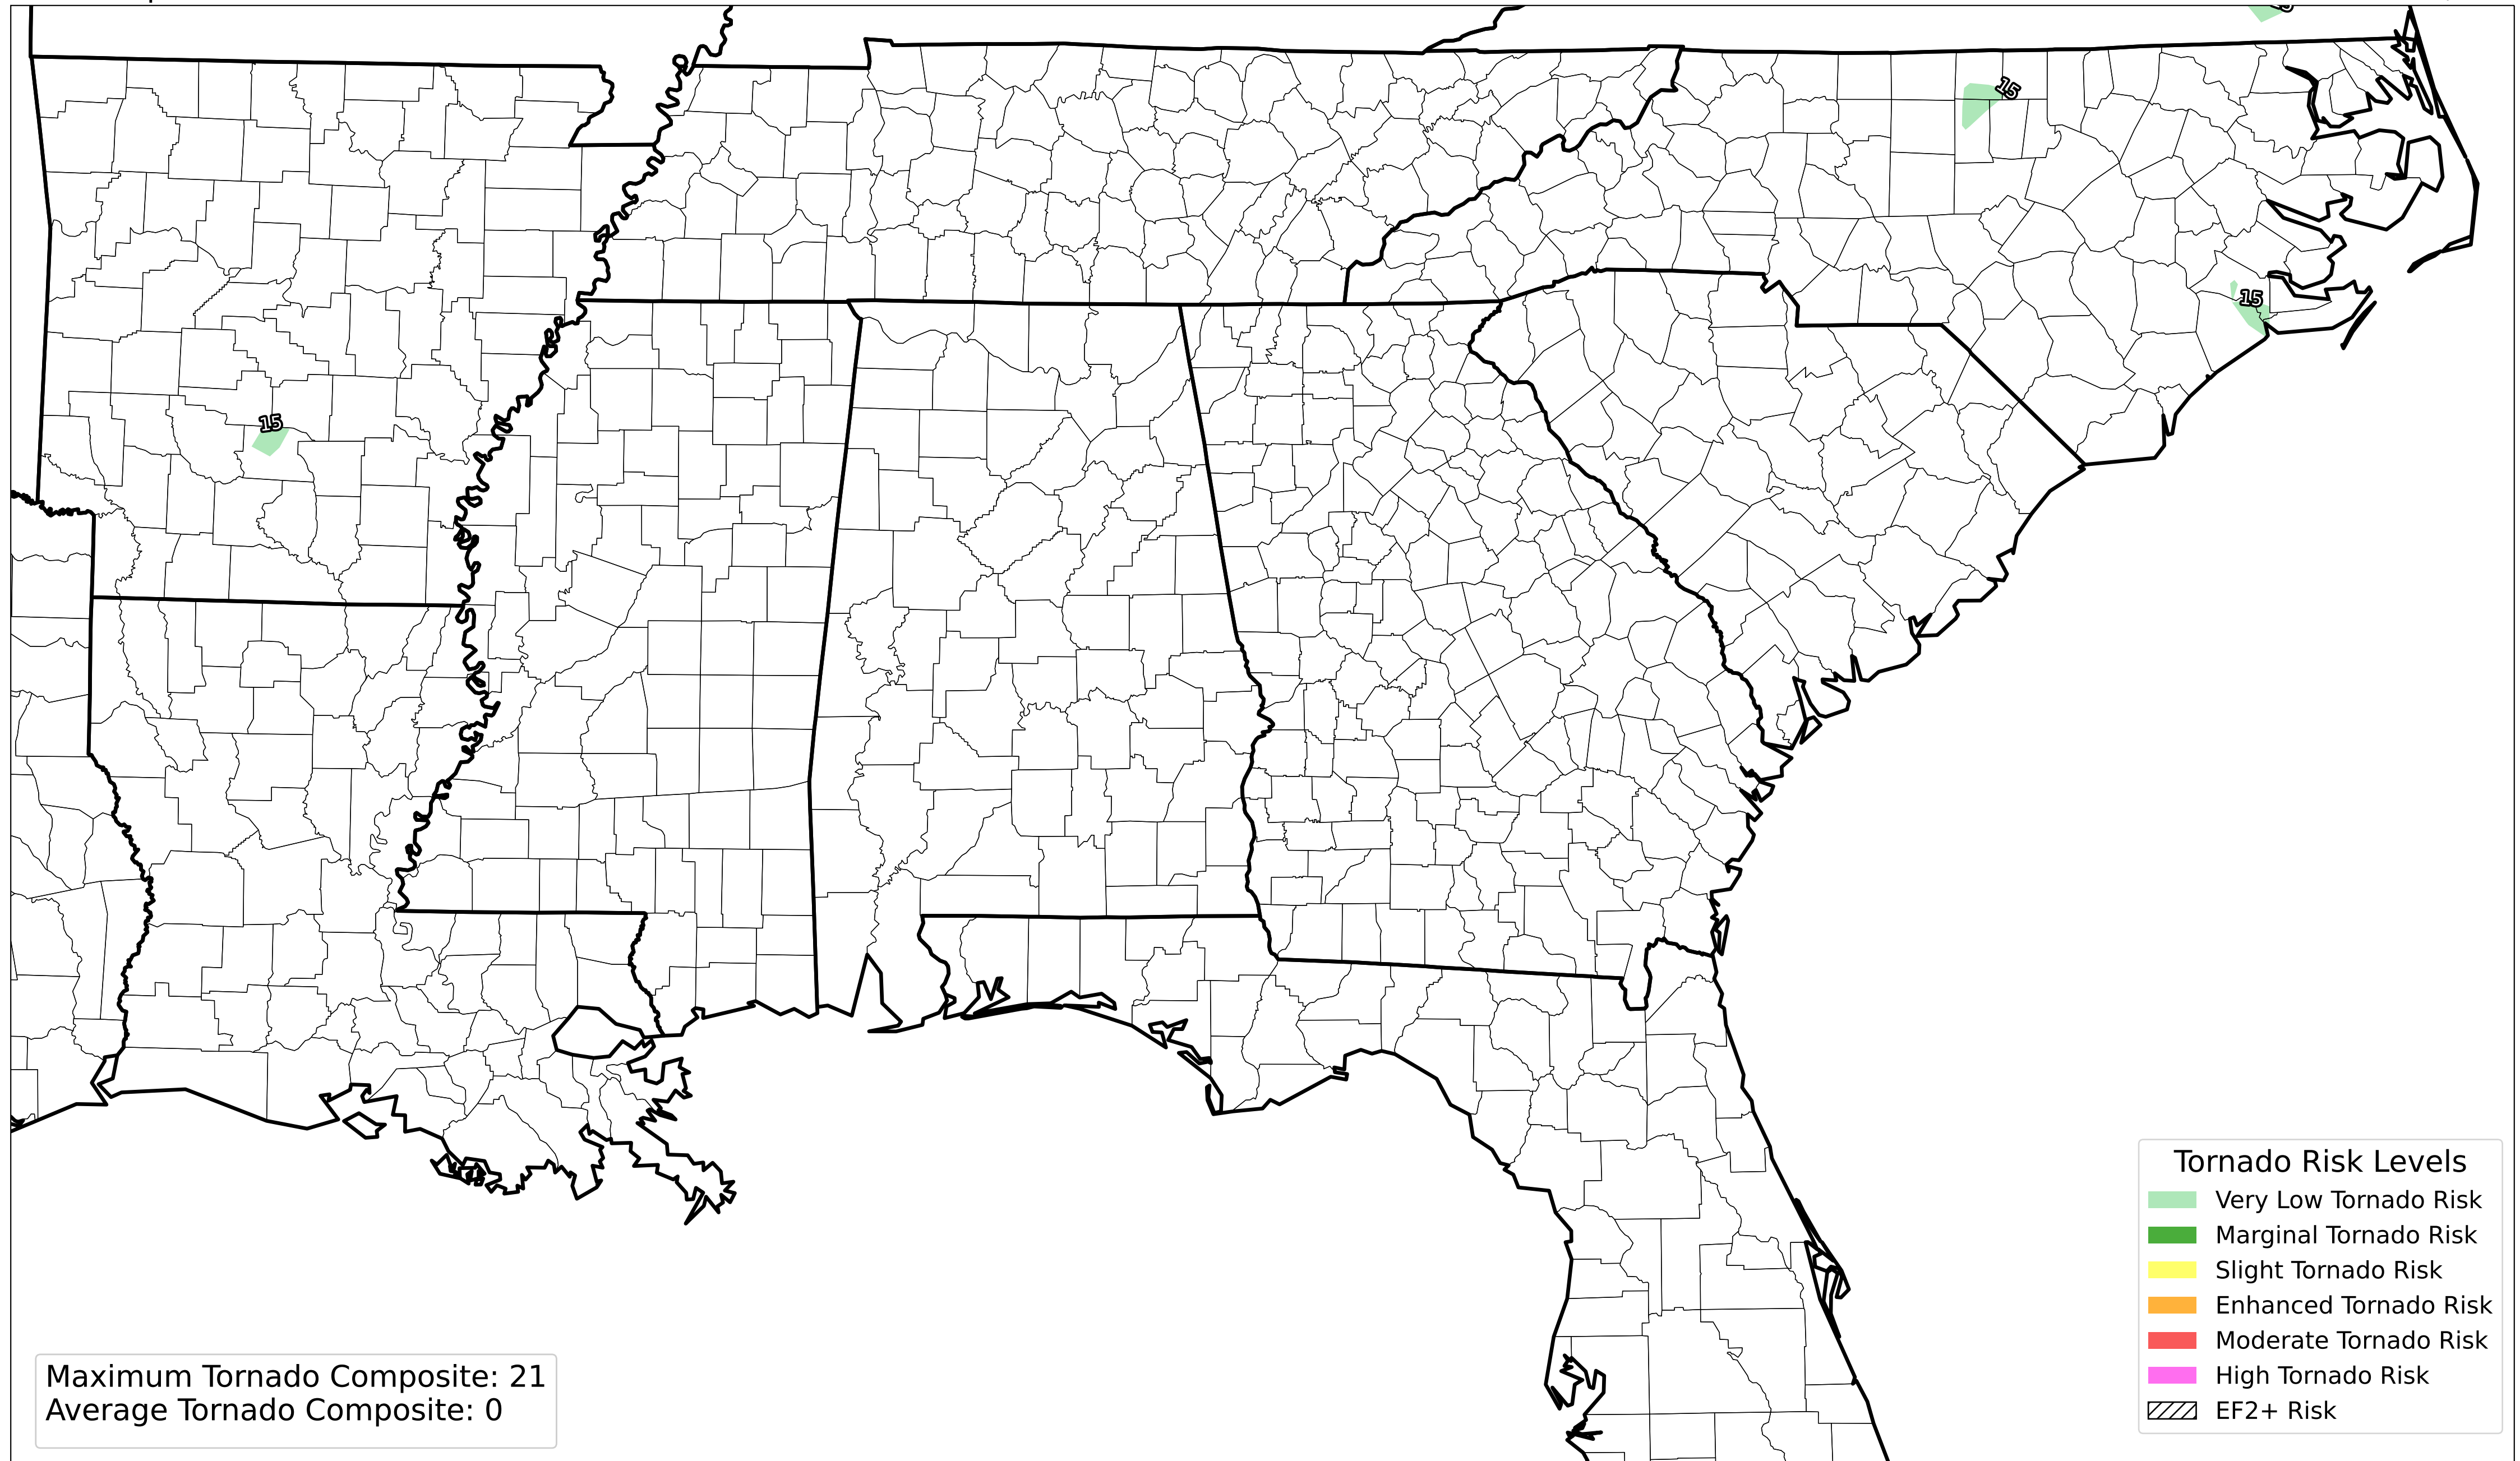 15
15
15
Tornado Risk Levels
Very Low Tornado Risk
Marginal Tornado Risk
Slight Tornado Risk
Enhanced Tornado Risk
Moderate Tornado Risk
High Tornado Risk
EF2+ Risk
Maximum Tornado Composite: 21
Average Tornado Composite: 0